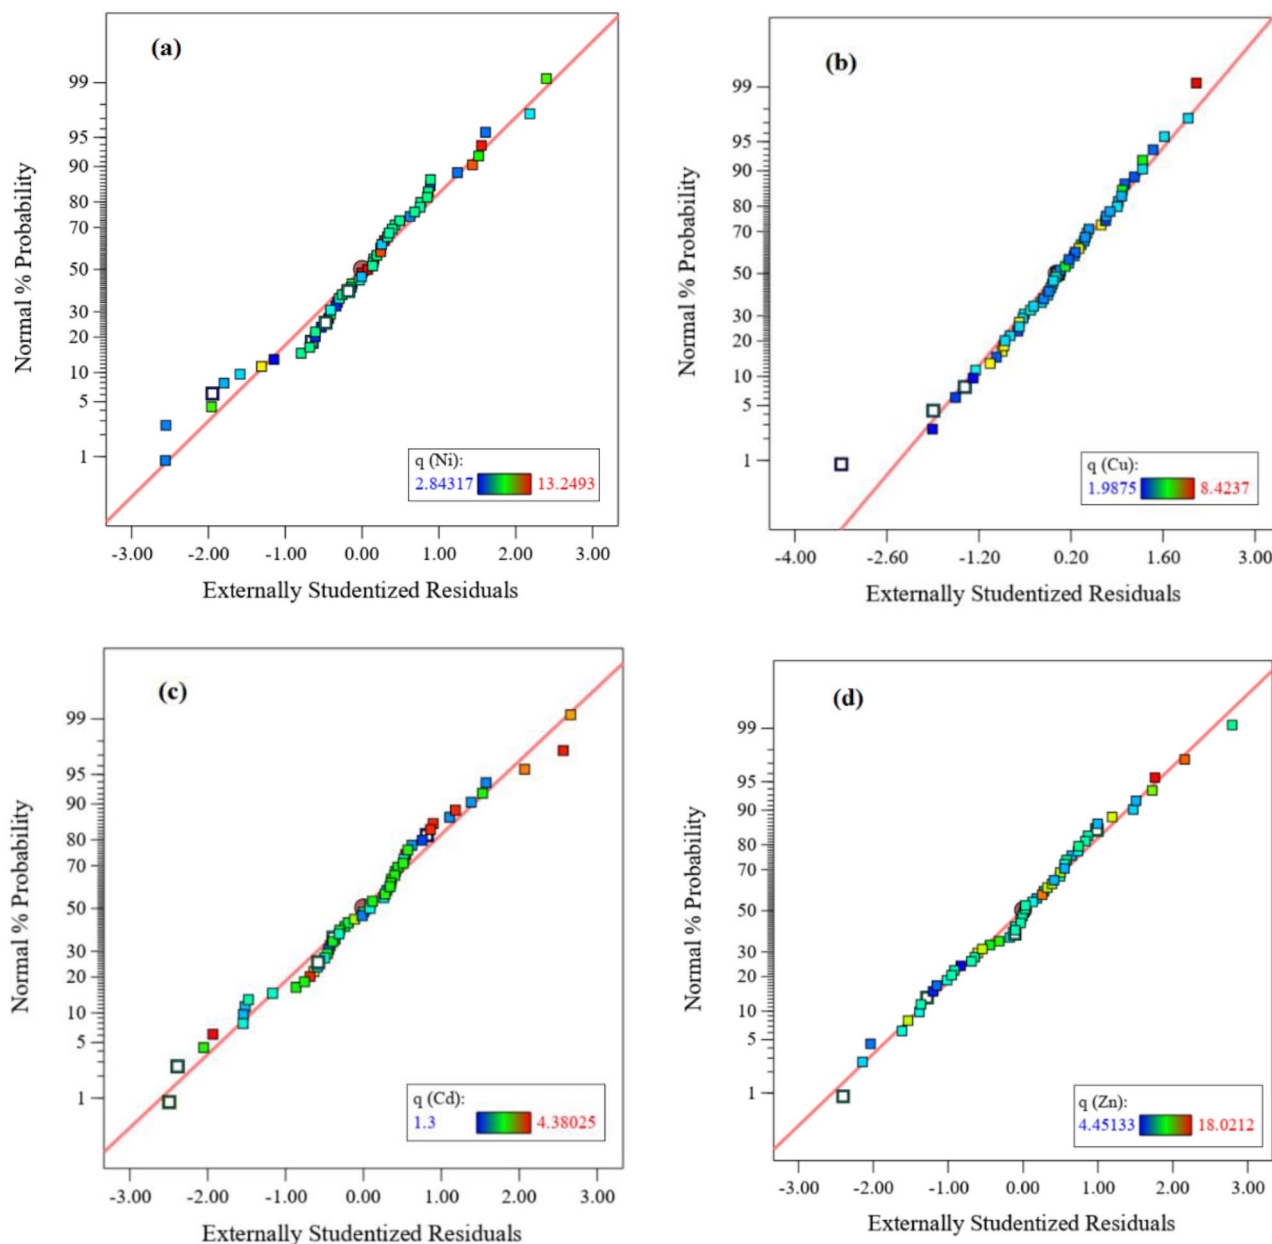 (a)
99
95
90
80
70
50
30
20
10
5
1
Normal % Probability
q (Ni):
2.84317 13.2493
-3.00 -2.00 -1.00 0.00 1.00 2.00 3.00
Externally Studentized Residuals
(b)
99
95
90
80
70
50
30
20
10
5
1
Normal % Probability
q (Cu):
1.9875 8.4237
-4.00 -2.60 -1.20 0.20 1.60 3.00
Externally Studentized Residuals
(c)
99
95
90
80
70
50
30
20
10
5
1
Normal % Probability
q (Cd):
1.3 4.38025
-3.00 -2.00 -1.00 0.00 1.00 2.00 3.00
Externally Studentized Residuals
(d)
99
95
90
80
70
50
30
20
10
5
1
Normal % Probability
q (Zn):
4.45133 18.0212
-3.00 -2.00 -1.00 0.00 1.00 2.00 3.00
Externally Studentized Residuals